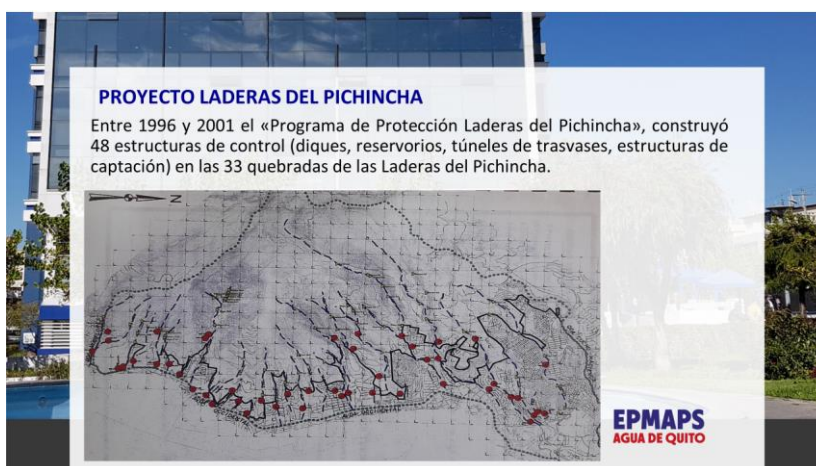 PROYECTO LADERAS DEL PICHINCHA
Entre 1996 y 2001 el «Programa de Protección Laderas del Pichincha», construyó
48 estructuras de control (diques, reservorios, túneles de trasvases, estructuras de
captación) en las 33 quebradas de las Laderas del Pichincha.
N
EPMAPS
AGUA DE QUITO